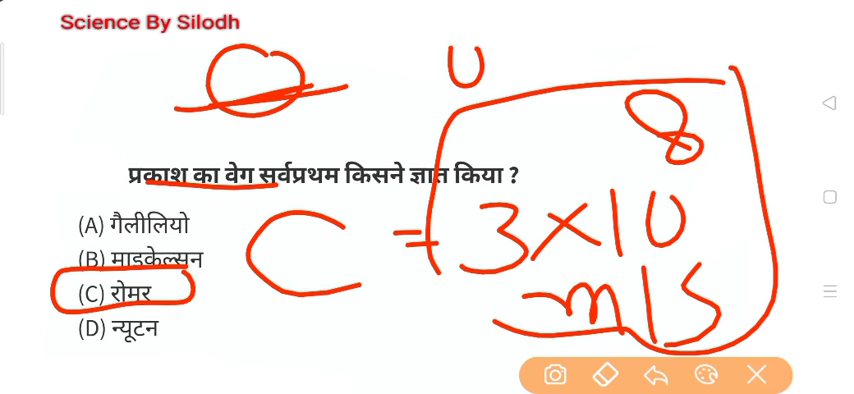 Science By Silodh
U
प्रकाश का वेग सर्वप्रथम किसने ज्ञात किया ?
(A) गैलीलियो
(B) माइकेल्सन
(C) रोमर
(D) न्यूटन
C = 3 × 10 8
m/s